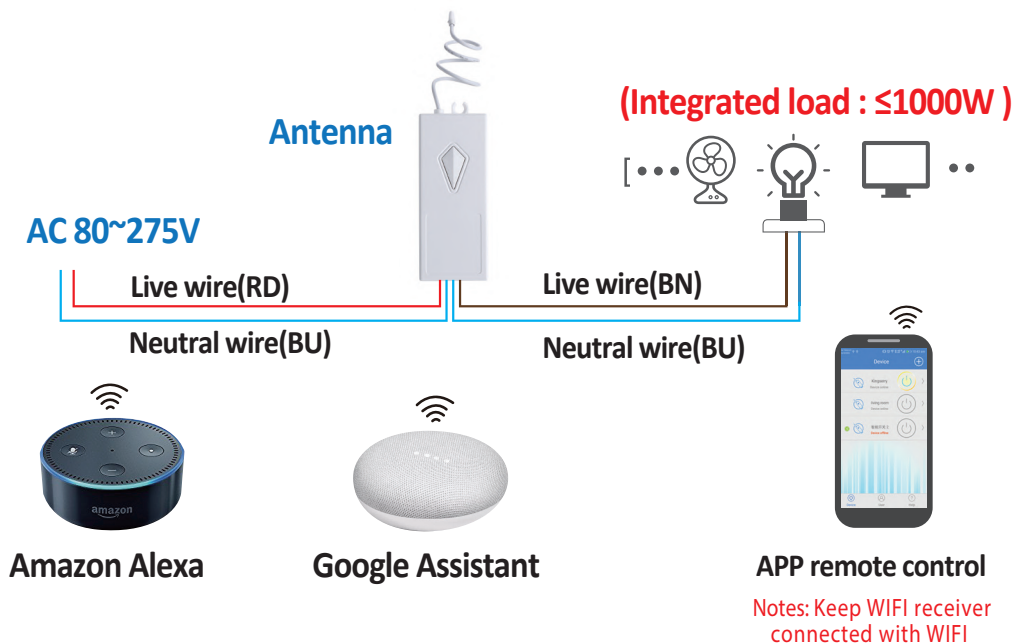 Antenna
(Integrated load : ≤1000W )
AC 80~275V
Live wire(RD)
Neutral wire(BU)
Live wire(BN)
Neutral wire(BU)
Device
amazon
Amazon Alexa
Google Assistant
APP remote control
Notes: Keep WIFI receiver
connected with WIFI